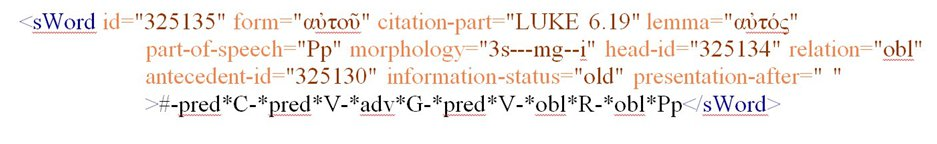 <sWord id="325135" form="αὐτοῦ" citation-part="LUKE 6.19" lemma="αὐτός"
part-of-speech="Pp" morphology="3s---mg--i" head-id="325134" relation="obl"
antecedent-id="325130" information-status="old" presentation-after=" "
>#-pred*C-*pred*V-*adv*G-*pred*V-*obl*R-*obl*Pp</sWord>